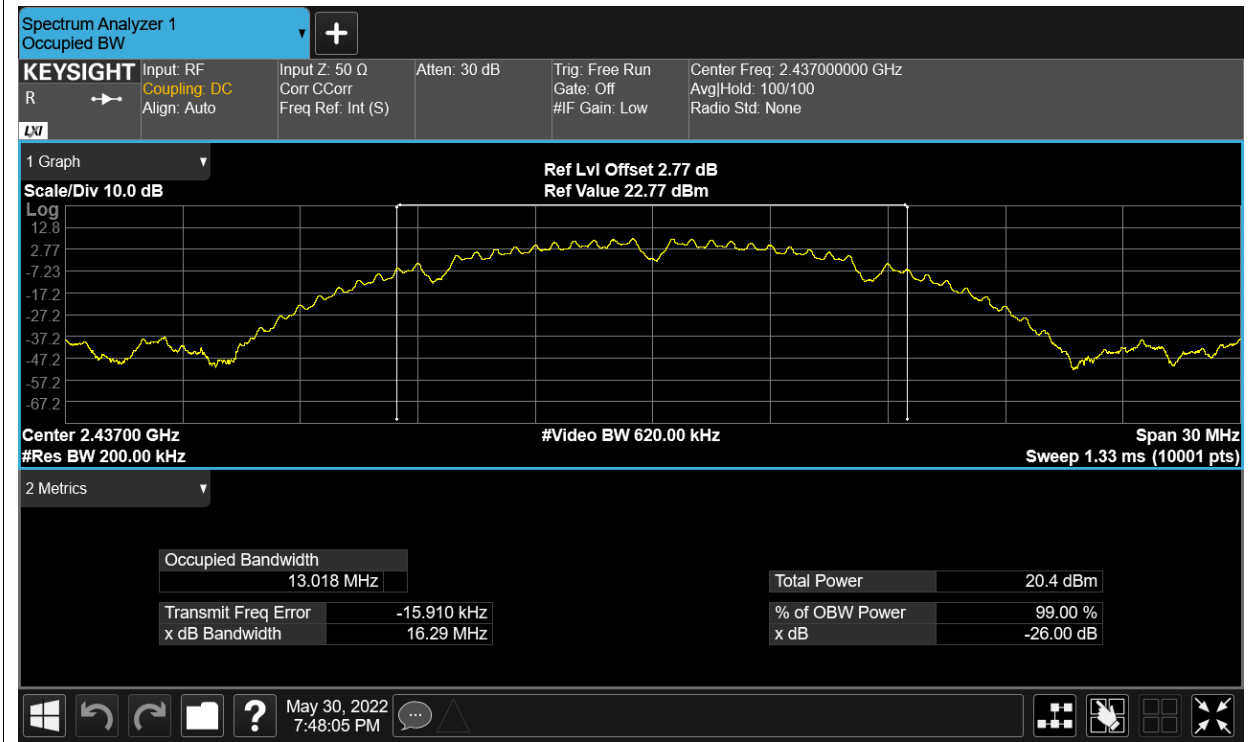 Spectrum Analyzer 1
Occupied BW
KEYSIGHT
R
LXI
Input: RF
Coupling: DC
Align: Auto
Input Z: 50 Ω
Corr CCorr
Freq Ref: Int (S)
Atten: 30 dB
Trig: Free Run
Gate: Off
#IF Gain: Low
Center Freq: 2.437000000 GHz
Avg|Hold: 100/100
Radio Std: None
1 Graph
Scale/Div 10.0 dB
Ref Lvl Offset 2.77 dB
Ref Value 22.77 dBm
Log
12.8
2.77
-7.23
-17.2
-27.2
-37.2
-47.2
-57.2
-67.2
Center 2.43700 GHz
#Video BW 620.00 kHz
Span 30 MHz
#Res BW 200.00 kHz
Sweep 1.33 ms (10001 pts)
2 Metrics
Occupied Bandwidth
13.018 MHz
Total Power 20.4 dBm
Transmit Freq Error -15.910 kHz
% of OBW Power 99.00 %
x dB Bandwidth 16.29 MHz
x dB -26.00 dB
?
May 30, 2022
7:48:05 PM